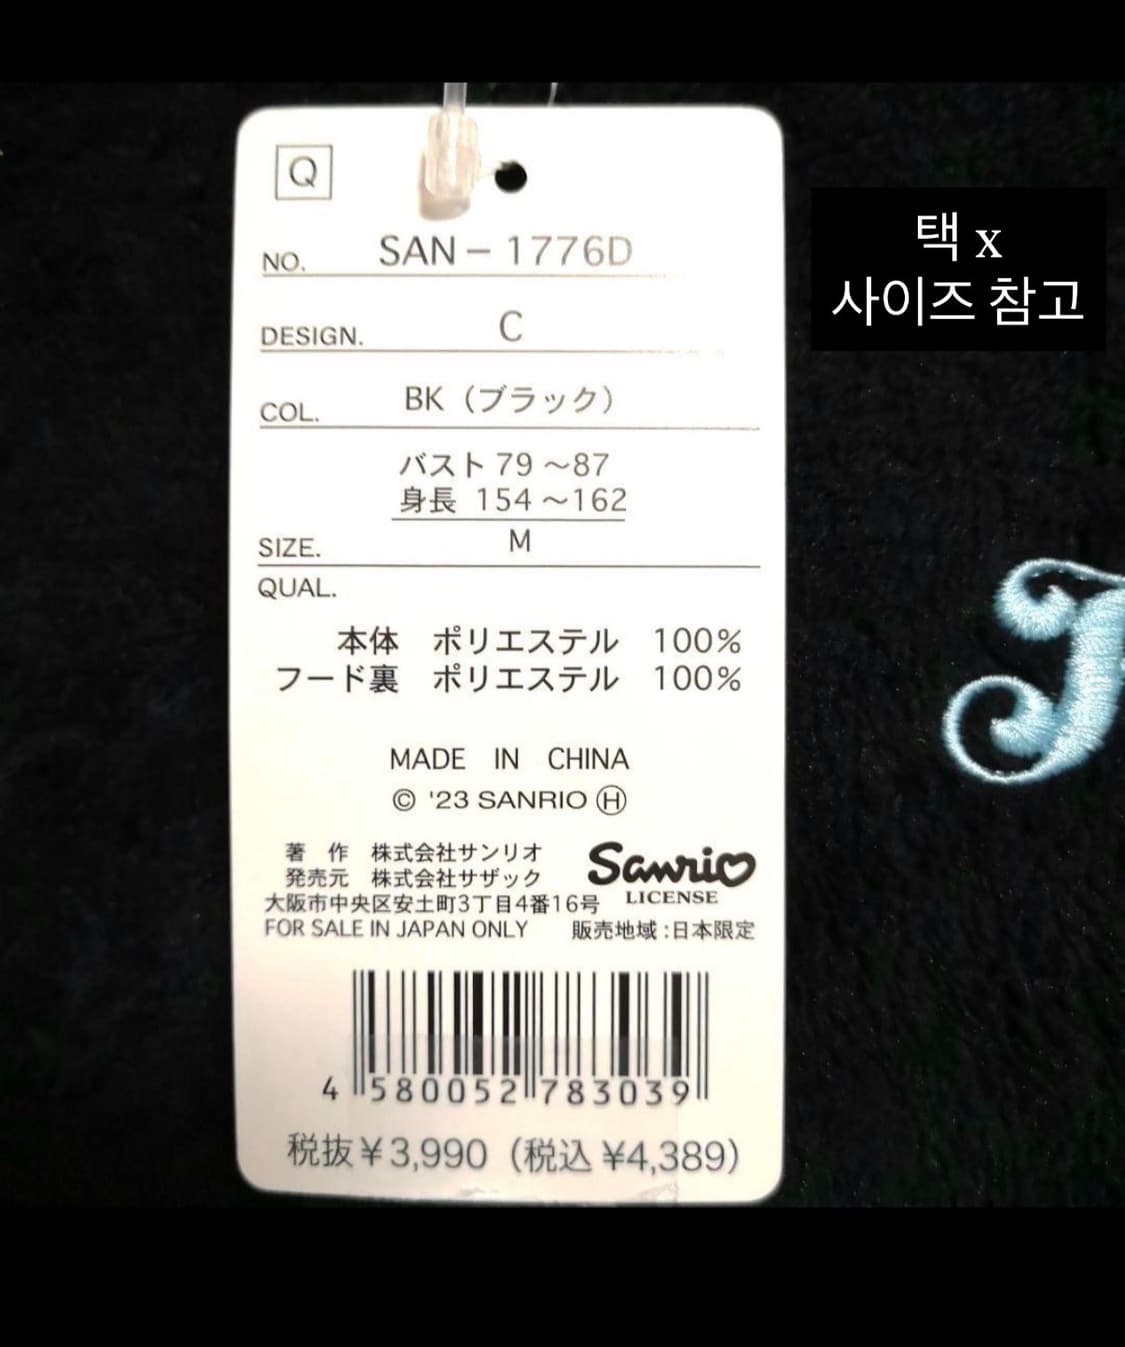 Q
NO. SAN-1776D
DESIGN. C
COL. BK（ブラック）
バスト 79～87
身長 154～162
SIZE. M
QUAL.
本体 ポリエステル 100%
フード裏 ポリエステル 100%
MADE IN CHINA
© '23 SANRIO Ⓗ
著 作 株式会社サンリオ
発売元 株式会社サザック
Sanrio
LICENSE
大阪市中央区安土町3丁目4番16号
FOR SALE IN JAPAN ONLY 販売地域:日本限定
4 580052 783039
税抜¥3,990（税込¥4,389）
택 x
사이즈 참고